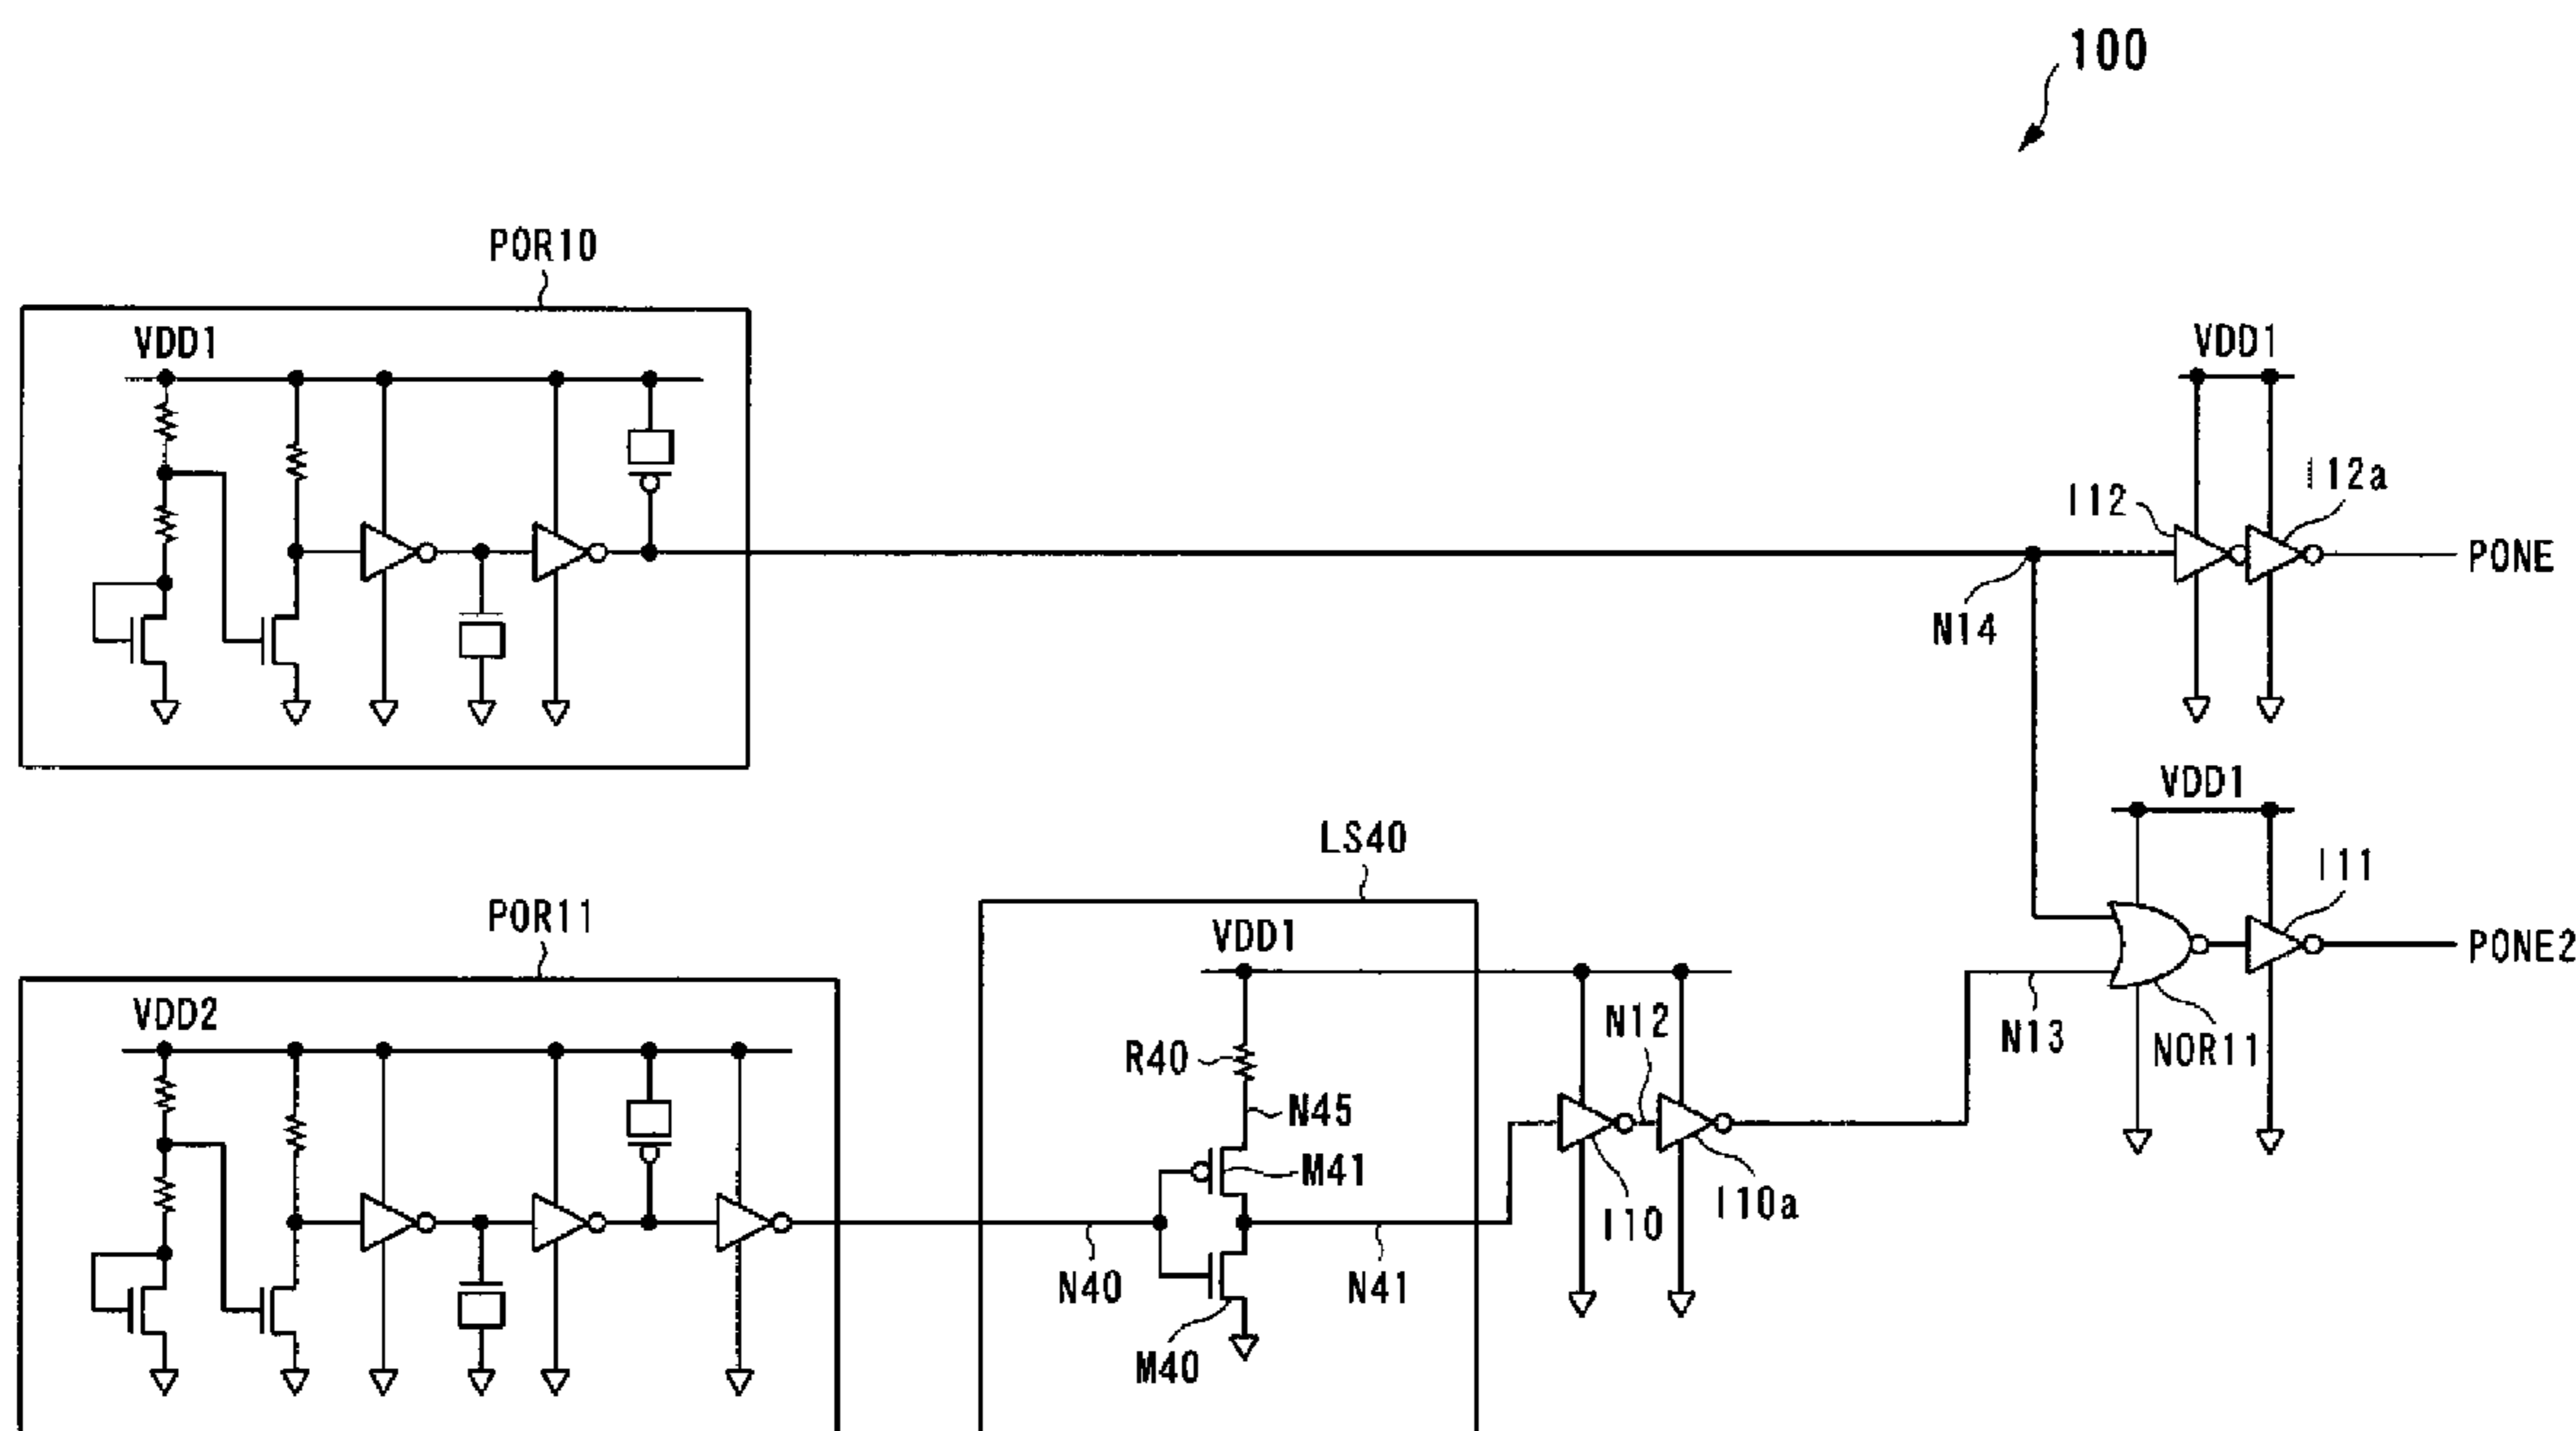 100
POR10
VDD1
VDD1
I12
I12a
PONE
N14
VDD1
LS40
I11
POR11
VDD1
PONE2
VDD2
N12
N13
NOR11
R40
N45
M41
I10
I10a
N40
N41
M40